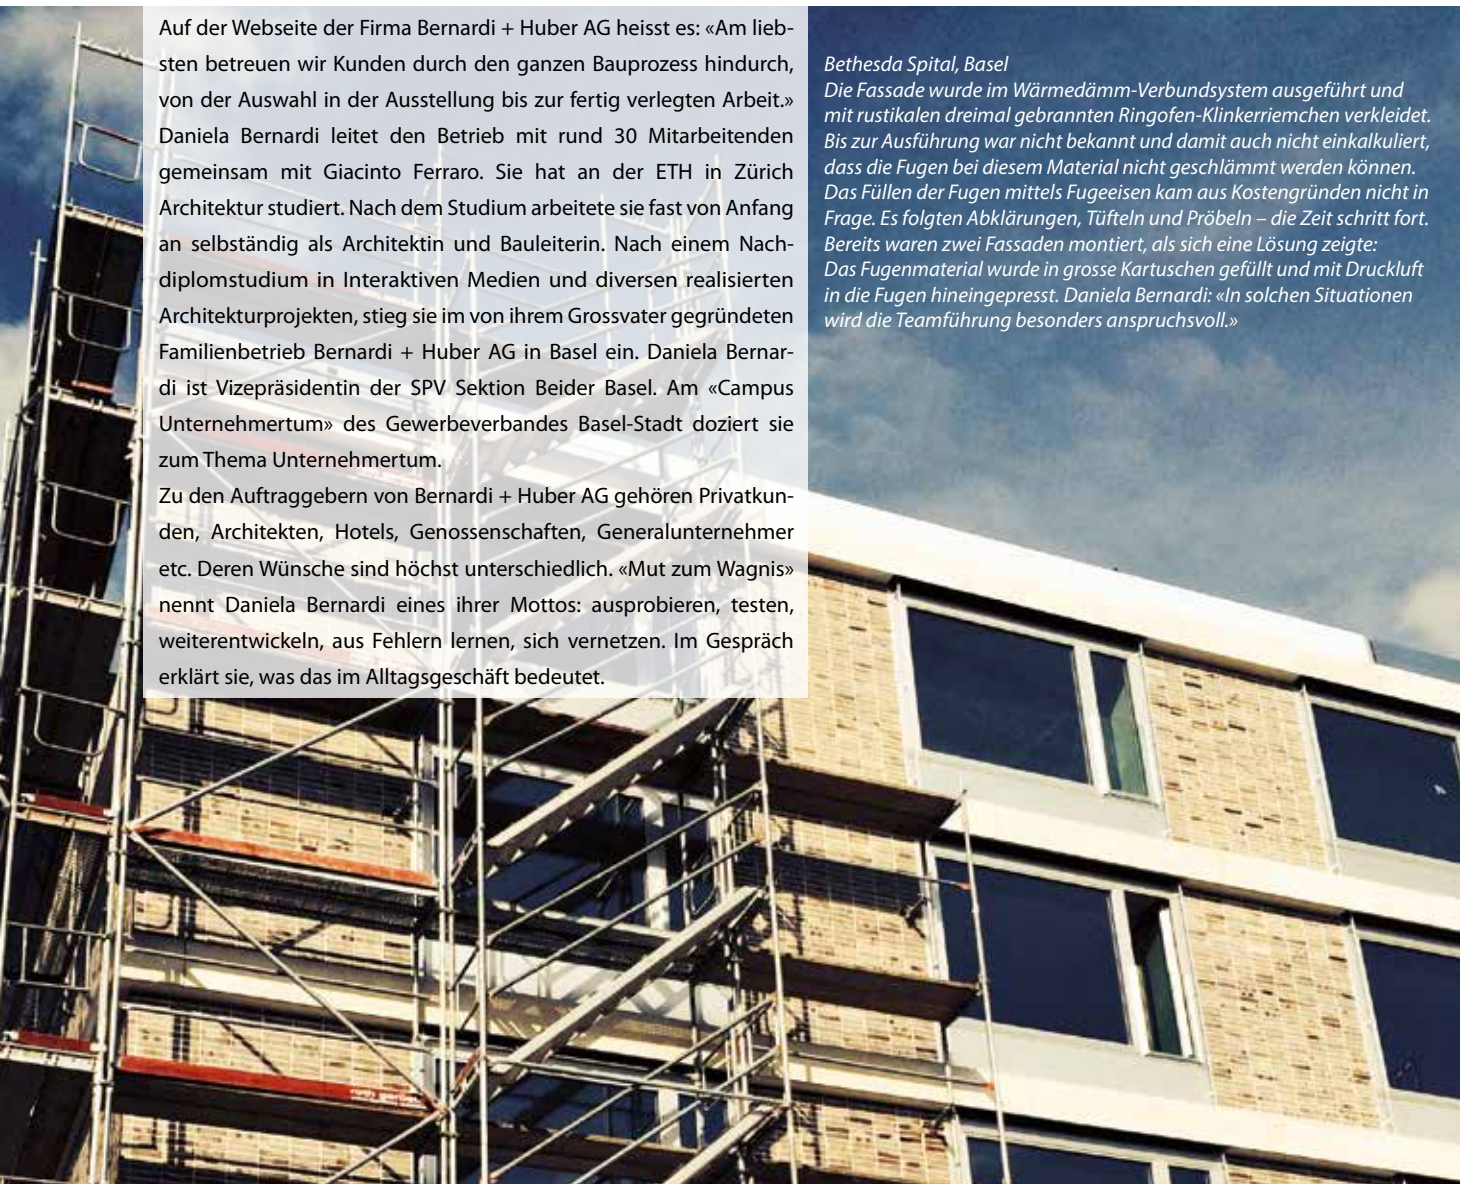 Auf der Webseite der Firma Bernardi + Huber AG heisst es: «Am lieb-
sten betreuen wir Kunden durch den ganzen Bauprozess hindurch,
von der Auswahl in der Ausstellung bis zur fertig verlegten Arbeit.»
Daniela Bernardi leitet den Betrieb mit rund 30 Mitarbeitenden
gemeinsam mit Giacinto Ferraro. Sie hat an der ETH in Zürich
Architektur studiert. Nach dem Studium arbeitete sie fast von Anfang
an selbständig als Architektin und Bauleiterin. Nach einem Nach-
diplomstudium in Interaktiven Medien und diversen realisierten
Architekturprojekten, stieg sie im von ihrem Grossvater gegründeten
Familienbetrieb Bernardi + Huber AG in Basel ein. Daniela Bernar-
di ist Vizepräsidentin der SPV Sektion Beider Basel. Am «Campus
Unternehmertum» des Gewerbeverbandes Basel-Stadt doziert sie
zum Thema Unternehmertum.
Zu den Auftraggebern von Bernardi + Huber AG gehören Privatkun-
den, Architekten, Hotels, Genossenschaften, Generalunternehmer
etc. Deren Wünsche sind höchst unterschiedlich. «Mut zum Wagnis»
nennt Daniela Bernardi eines ihrer Mottos: ausprobieren, testen,
weiterentwickeln, aus Fehlern lernen, sich vernetzen. Im Gespräch
erklärt sie, was das im Alltagsgeschäft bedeutet.
Bethesda Spital, Basel
Die Fassade wurde im Wärmedämm-Verbundsystem ausgeführt und
mit rustikalen dreimal gebrannten Ringofen-Klinkerriemchen verkleidet.
Bis zur Ausführung war nicht bekannt und damit auch nicht einkalkuliert,
dass die Fugen bei diesem Material nicht geschlämmt werden können.
Das Füllen der Fugen mittels Fugeeisen kam aus Kostengründen nicht in
Frage. Es folgten Abklärungen, Tüfteln und Pröbeln – die Zeit schritt fort.
Bereits waren zwei Fassaden montiert, als sich eine Lösung zeigte:
Das Fugenmaterial wurde in grosse Kartuschen gefüllt und mit Druckluft
in die Fugen hineingepresst. Daniela Bernardi: «In solchen Situationen
wird die Teamführung besonders anspruchsvoll.»